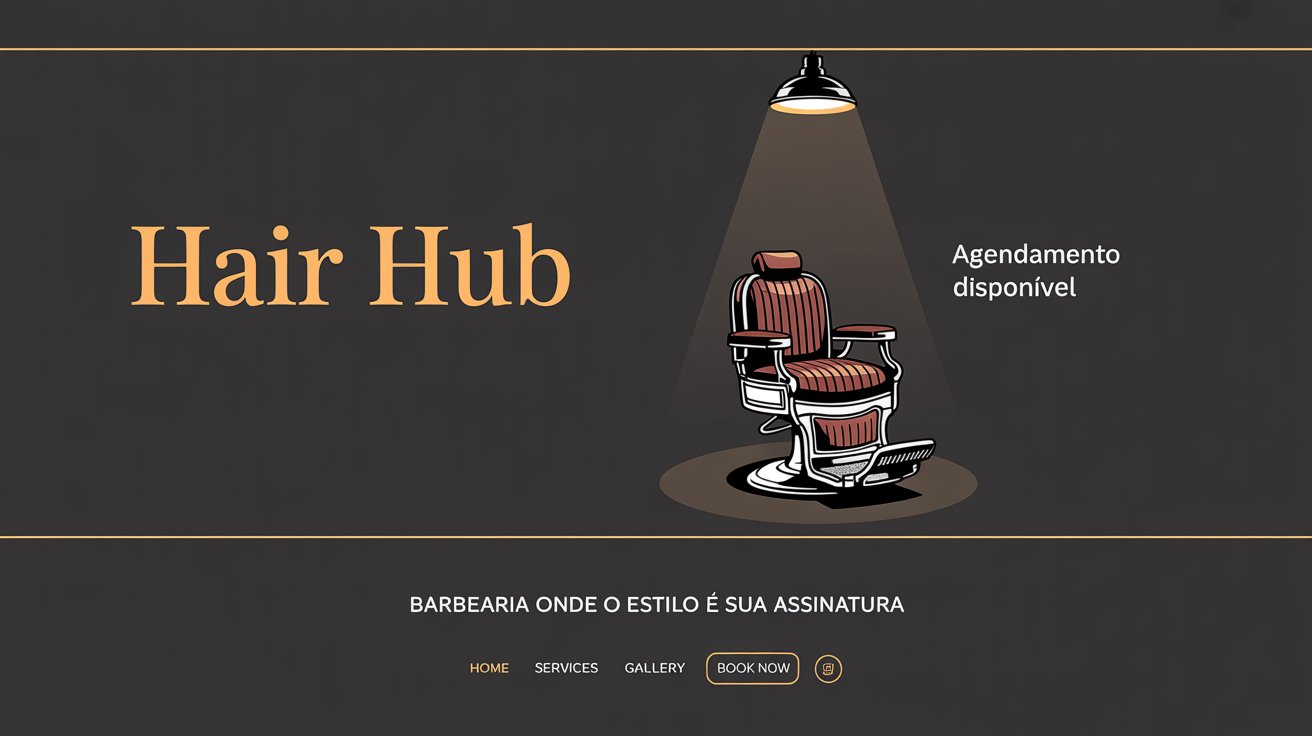 Hair Hub
Agendamento
disponível
BARBEARIA ONDE O ESTILO É SUA ASSINATURA
HOME SERVICES GALLERY BOOK NOW